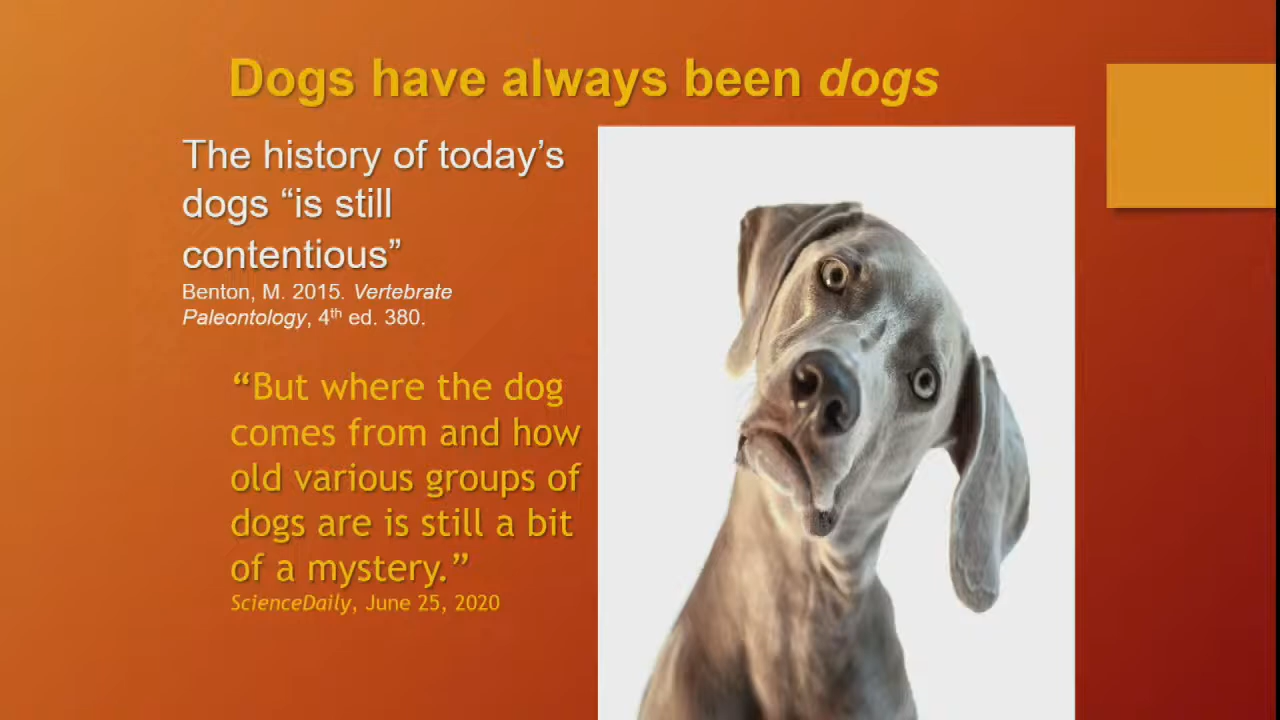 Dogs have always been dogs
The history of today’s
dogs “is still
contentious”
Benton, M. 2015. Vertebrate
Paleontology, 4th ed. 380.
“But where the dog
comes from and how
old various groups of
dogs are is still a bit
of a mystery.”
ScienceDaily, June 25, 2020